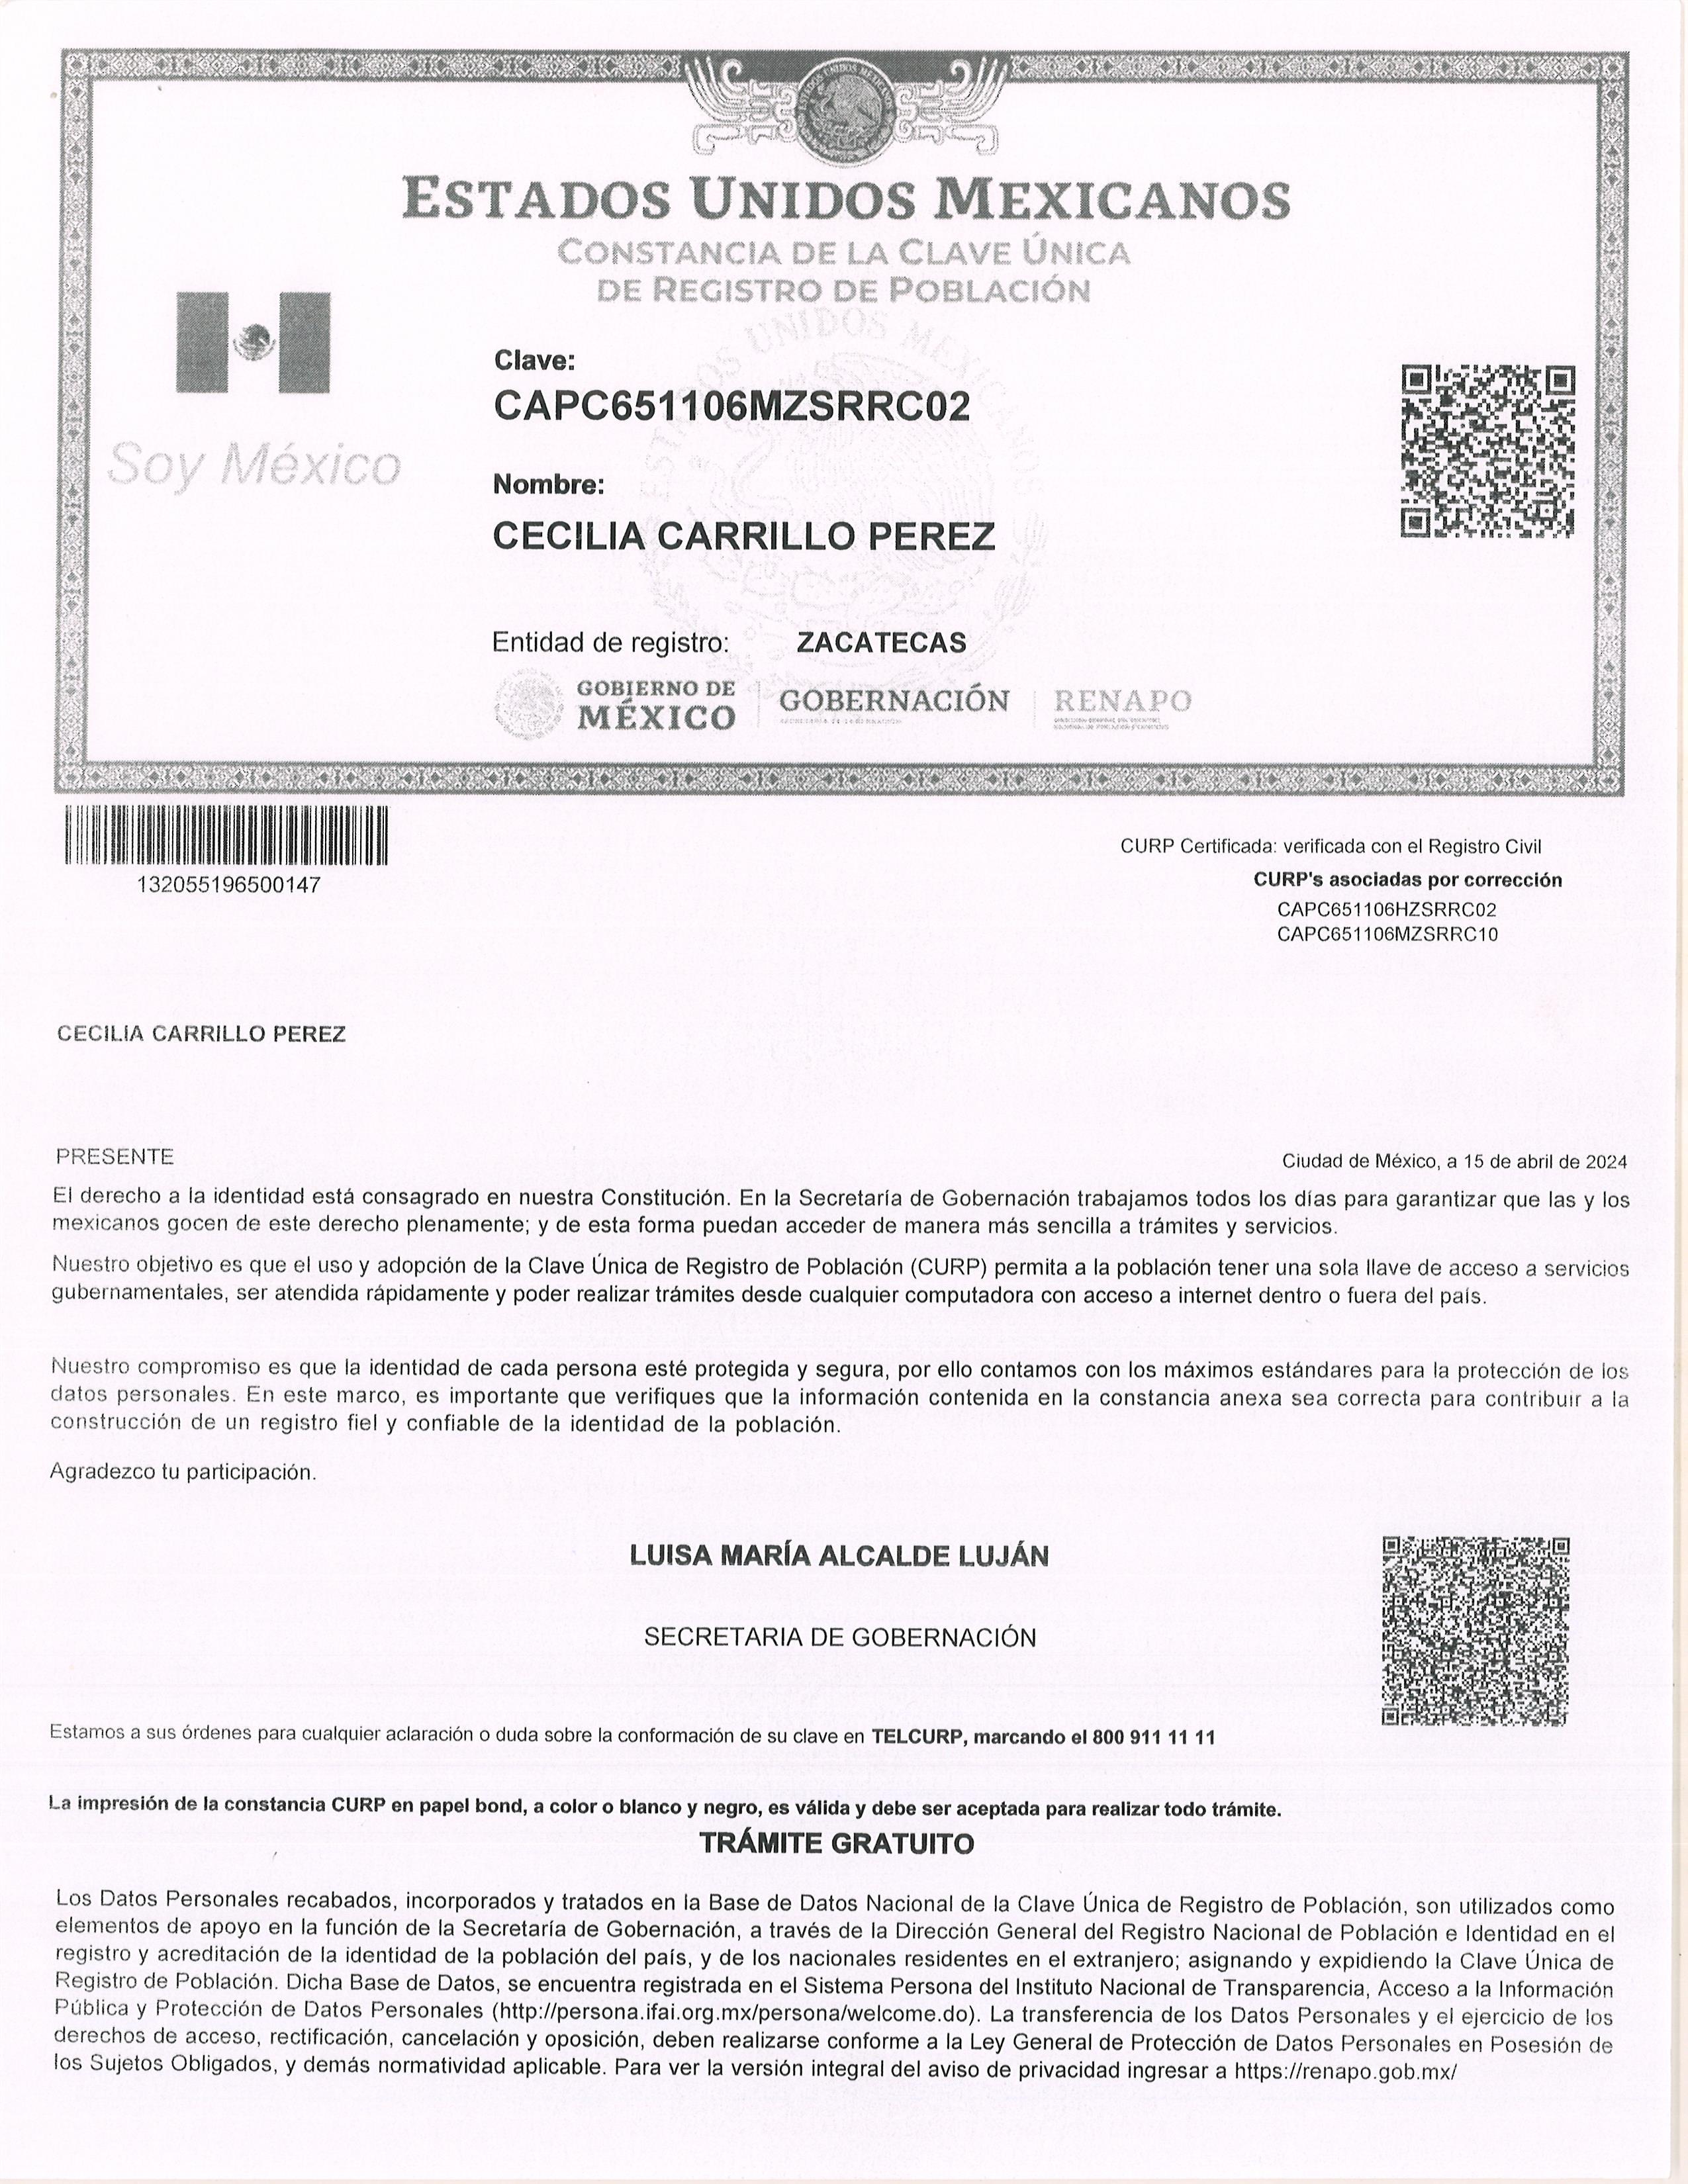 ESTADOS UNIDOS MEXICANOS
CONSTANCIA DE LA CLAVE ÚNICA
DE REGISTRO DE POBLACIÓN
Soy México
Clave:
CAPC651106MZSRRC02
Nombre:
CECILIA CARRILLO PEREZ
Entidad de registro: ZACATECAS
GOBIERNO DE
MÉXICO
GOBERNACIÓN
RENAPO
132055196500147
CURP Certificada: verificada con el Registro Civil
CURP's asociadas por corrección
CAPC651106HZSRRC02
CAPC651106MZSRRC10
CECILIA CARRILLO PEREZ
PRESENTE
Ciudad de México, a 15 de abril de 2024
El derecho a la identidad está consagrado en nuestra Constitución. En la Secretaría de Gobernación trabajamos todos los días para garantizar que las y los
mexicanos gocen de este derecho plenamente; y de esta forma puedan acceder de manera más sencilla a trámites y servicios.
Nuestro objetivo es que el uso y adopción de la Clave Única de Registro de Población (CURP) permita a la población tener una sola llave de acceso a servicios
gubernamentales, ser atendida rápidamente y poder realizar trámites desde cualquier computadora con acceso a internet dentro o fuera del país.
Nuestro compromiso es que la identidad de cada persona esté protegida y segura, por ello contamos con los máximos estándares para la protección de los
datos personales. En este marco, es importante que verifiques que la información contenida en la constancia anexa sea correcta para contribuir a la
construcción de un registro fiel y confiable de la identidad de la población.
Agradezco tu participación.
LUISA MARÍA ALCALDE LUJÁN
SECRETARIA DE GOBERNACIÓN
Estamos a sus órdenes para cualquier aclaración o duda sobre la conformación de su clave en TELCURP, marcando el 800 911 11 11
La impresión de la constancia CURP en papel bond, a color o blanco y negro, es válida y debe ser aceptada para realizar todo trámite.
TRÁMITE GRATUITO
Los Datos Personales recabados, incorporados y tratados en la Base de Datos Nacional de la Clave Única de Registro de Población, son utilizados como
elementos de apoyo en la función de la Secretaría de Gobernación, a través de la Dirección General del Registro Nacional de Población e Identidad en el
registro y acreditación de la identidad de la población del país, y de los nacionales residentes en el extranjero; asignando y expidiendo la Clave Única de
Registro de Población. Dicha Base de Datos, se encuentra registrada en el Sistema Persona del Instituto Nacional de Transparencia, Acceso a la Información
Pública y Protección de Datos Personales (http://persona.ifai.org.mx/persona/welcome.do). La transferencia de los Datos Personales y el ejercicio de los
derechos de acceso, rectificación, cancelación y oposición, deben realizarse conforme a la Ley General de Protección de Datos Personales en Posesión de
los Sujetos Obligados, y demás normatividad aplicable. Para ver la versión integral del aviso de privacidad ingresar a https://renapo.gob.mx/